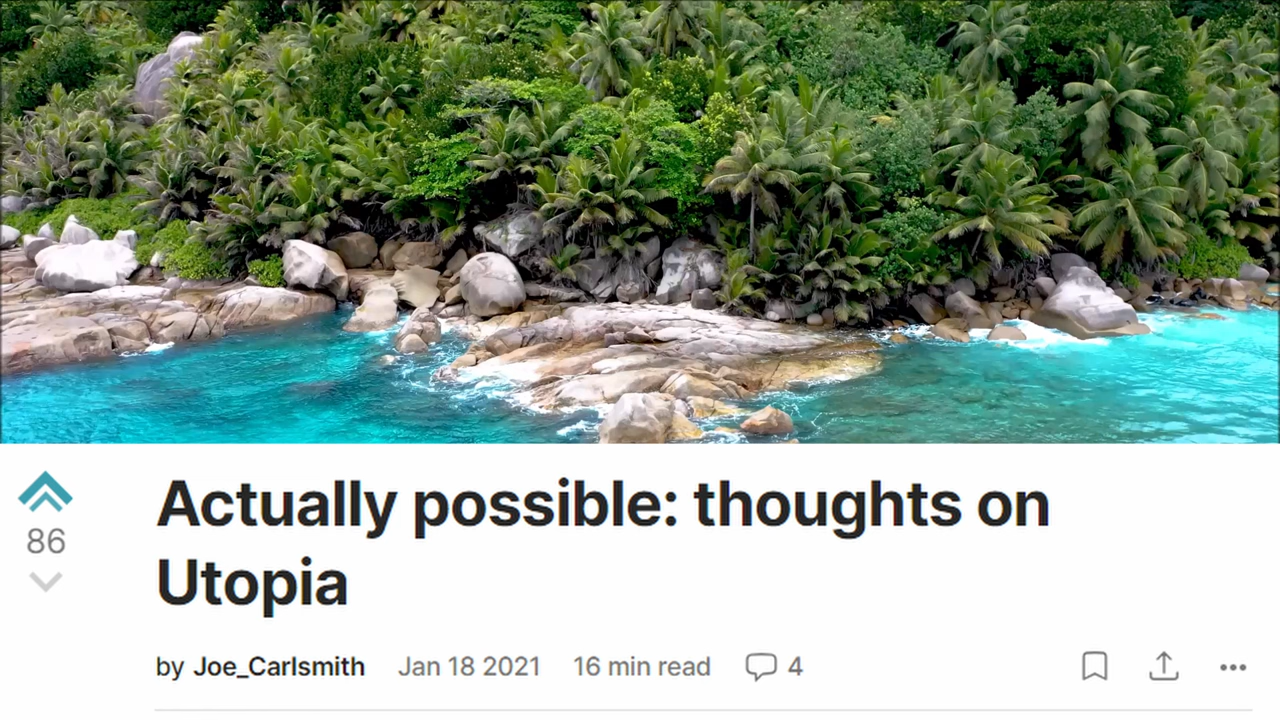 Actually possible: thoughts on
Utopia
86
by Joe_Carlsmith Jan 18 2021 16 min read 4